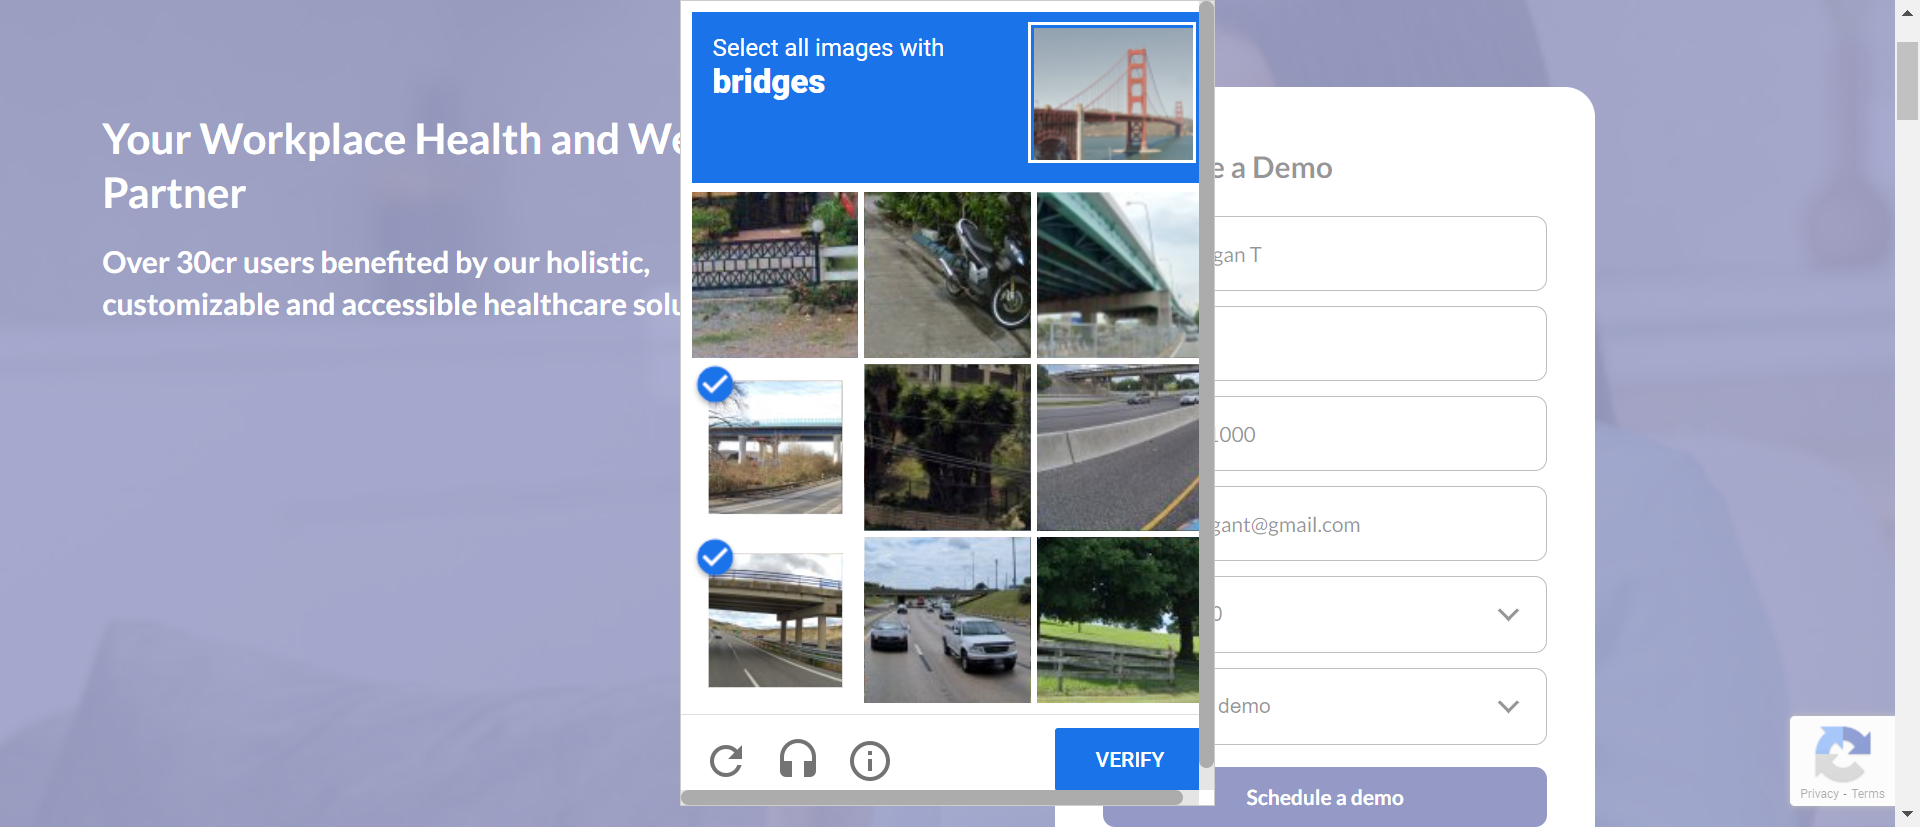 Your Workplace Health and We
Partner
Over 30cr users benefited by our holistic,
customizable and accessible healthcare solu
Select all images with
bridges
VERIFY
e a Demo
gan T
1000
gant@gmail.com
0
demo
Schedule a demo
Privacy - Terms